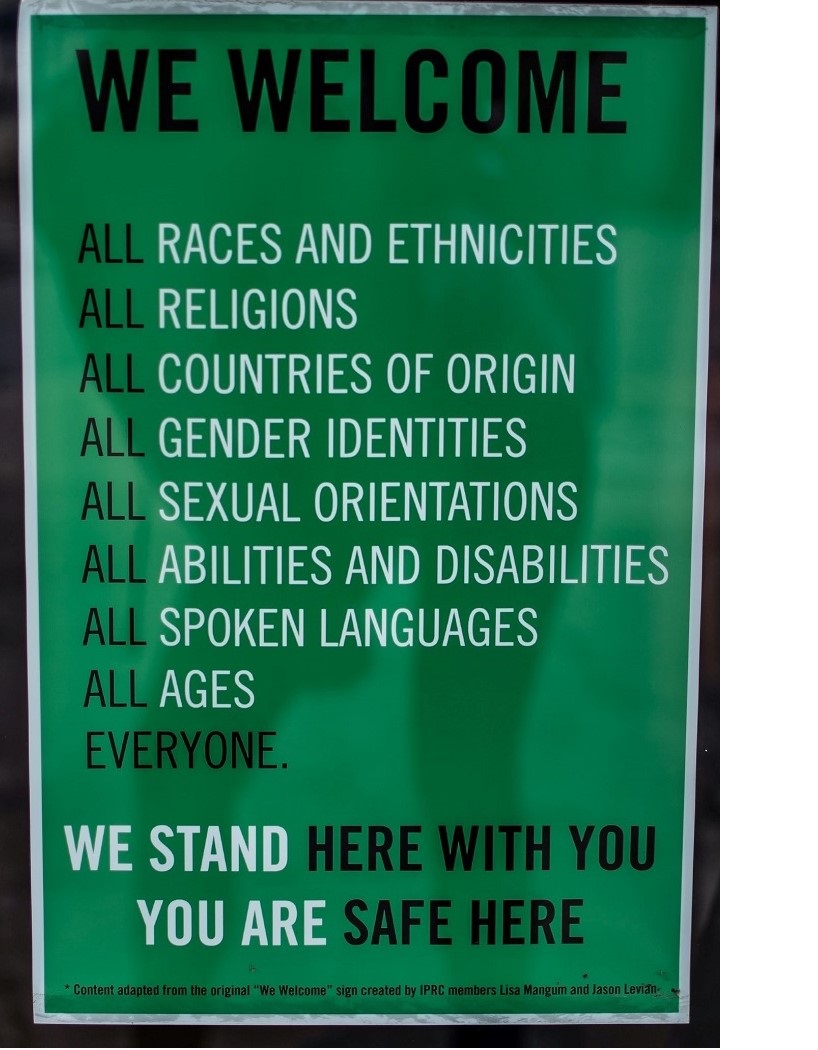 WE WELCOME
ALL RACES AND ETHNICITIES
ALL RELIGIONS
ALL COUNTRIES OF ORIGIN
ALL GENDER IDENTITIES
ALL SEXUAL ORIENTATIONS
ALL ABILITIES AND DISABILITIES
ALL SPOKEN LANGUAGES
ALL AGES
EVERYONE.
WE STAND HERE WITH YOU
YOU ARE SAFE HERE
* Content adapted from the original “We Welcome” sign created by IPRC members Lisa Mangum and Jason Levian